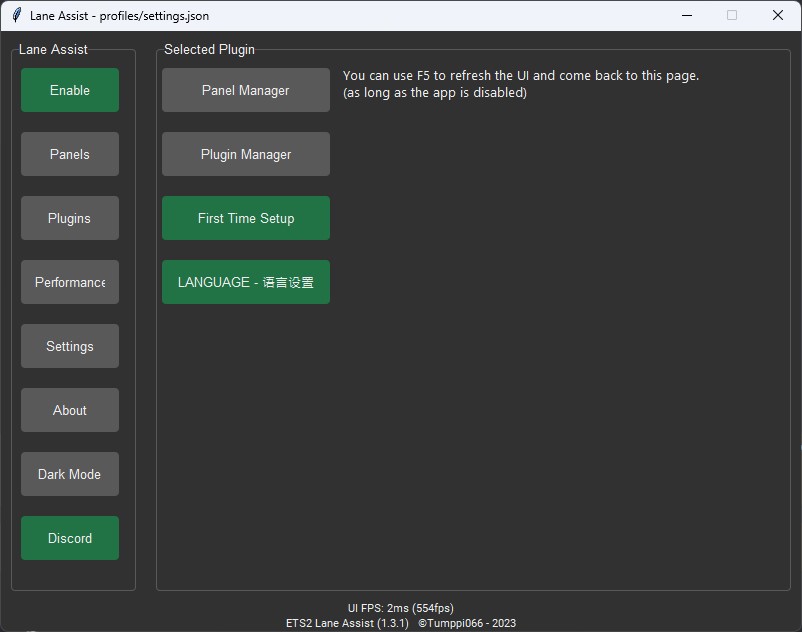 Lane Assist - profiles/settings.json
Lane Assist
Enable
Panels
Plugins
Performance
Settings
About
Dark Mode
Discord
Selected Plugin
Panel Manager
Plugin Manager
First Time Setup
LANGUAGE - 语言设置
You can use F5 to refresh the UI and come back to this page.
(as long as the app is disabled)
UI FPS: 2ms (554fps)
ETS2 Lane Assist (1.3.1) ©Tumppi066 - 2023